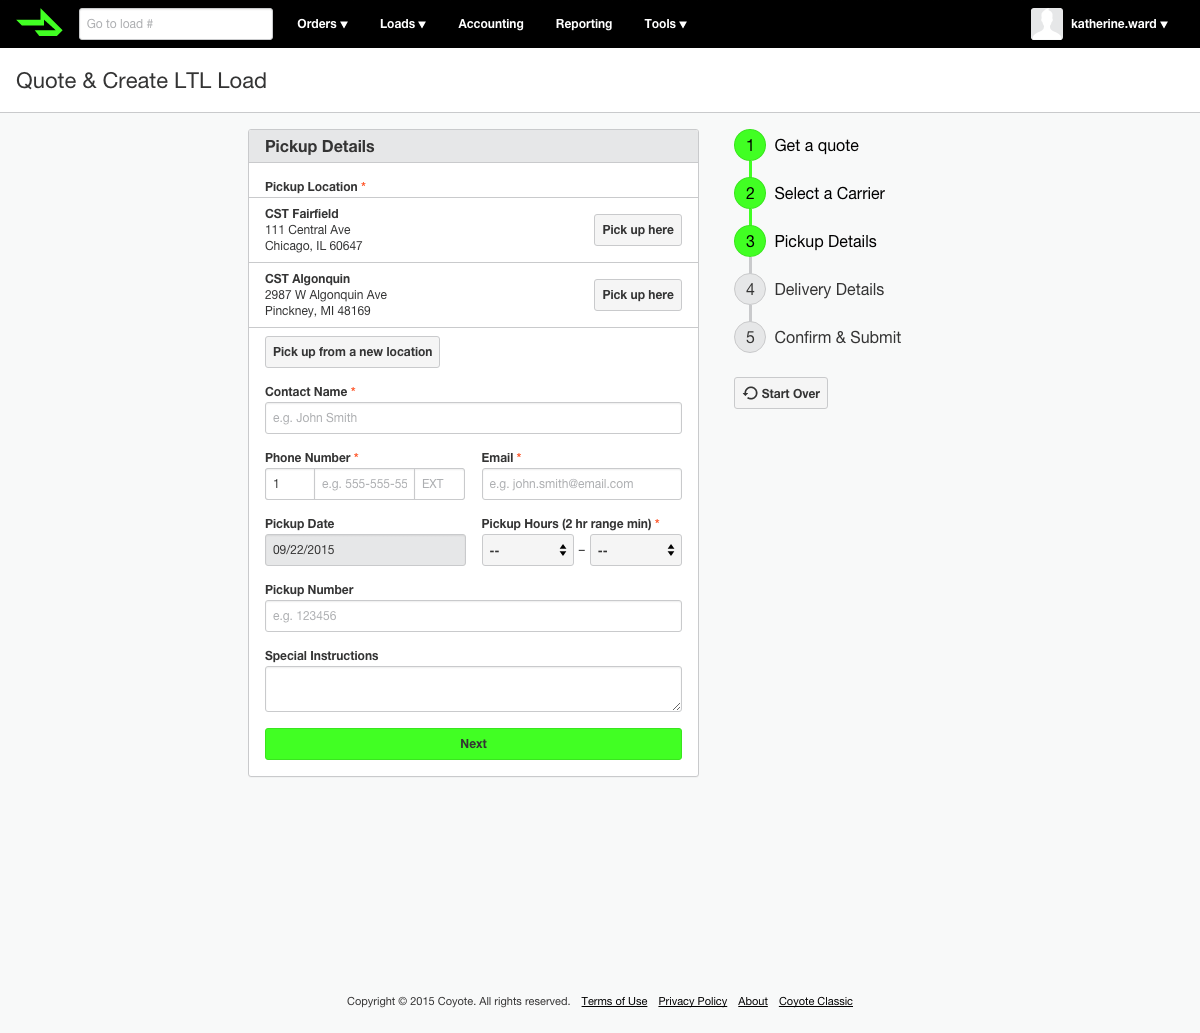 Go to load #
Orders ▼
Loads ▼
Accounting
Reporting
Tools ▼
katherine.ward ▼
Quote & Create LTL Load
Pickup Details
Pickup Location *
CST Fairfield
111 Central Ave
Chicago, IL 60647
Pick up here
CST Algonquin
2987 W Algonquin Ave
Pinckney, MI 48169
Pick up here
Pick up from a new location
Contact Name *
e.g. John Smith
Phone Number *
1
e.g. 555-555-55
EXT
Email *
e.g. john.smith@email.com
Pickup Date
09/22/2015
Pickup Hours (2 hr range min) *
-- – --
Pickup Number
e.g. 123456
Special Instructions
Next
1 Get a quote
2 Select a Carrier
3 Pickup Details
4 Delivery Details
5 Confirm & Submit
Start Over
Copyright © 2015 Coyote. All rights reserved. Terms of Use Privacy Policy About Coyote Classic